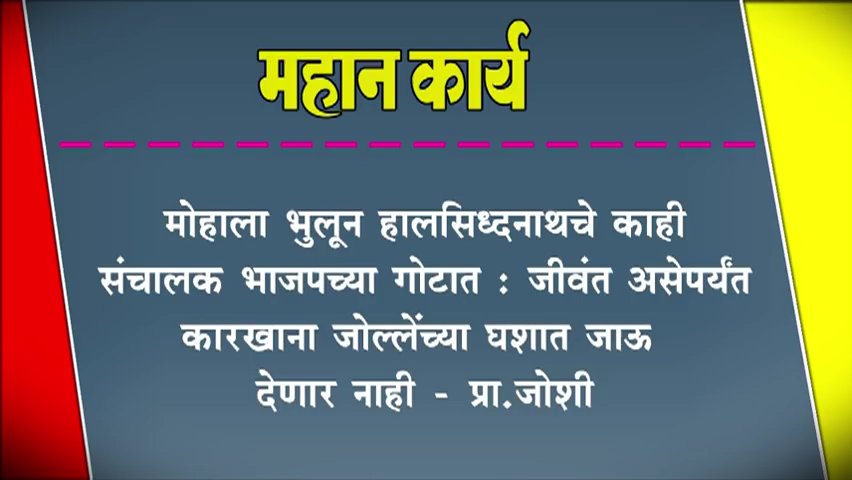 महान कार्य
मोहाला भुलून हालसिध्दनाथचे काही
संचालक भाजपच्या गोटात : जीवंत असेपर्यंत
कारखाना जोल्लेंच्या घशात जाऊ
देणार नाही - प्रा.जोशी